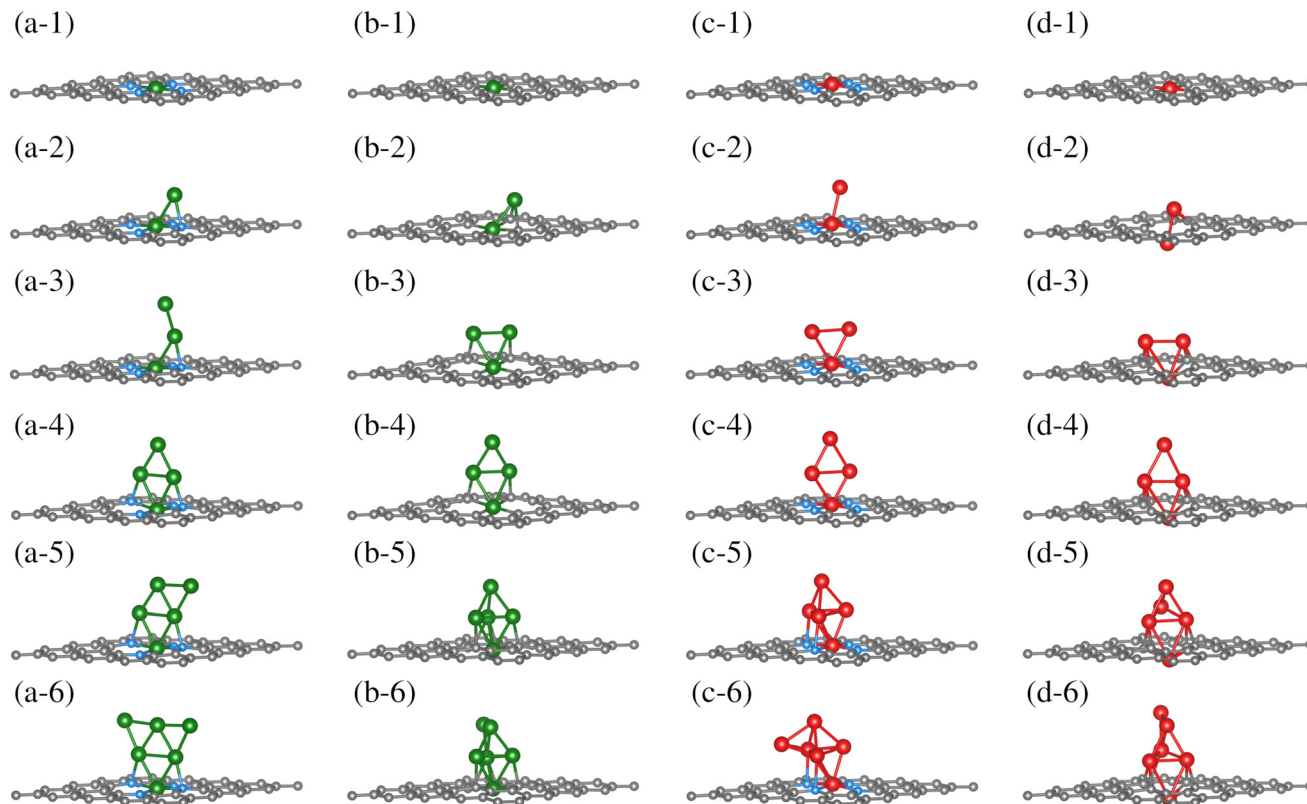 (a-1) (b-1) (c-1) (d-1)
(a-2) (b-2) (c-2) (d-2)
(a-3) (b-3) (c-3) (d-3)
(a-4) (b-4) (c-4) (d-4)
(a-5) (b-5) (c-5) (d-5)
(a-6) (b-6) (c-6) (d-6)